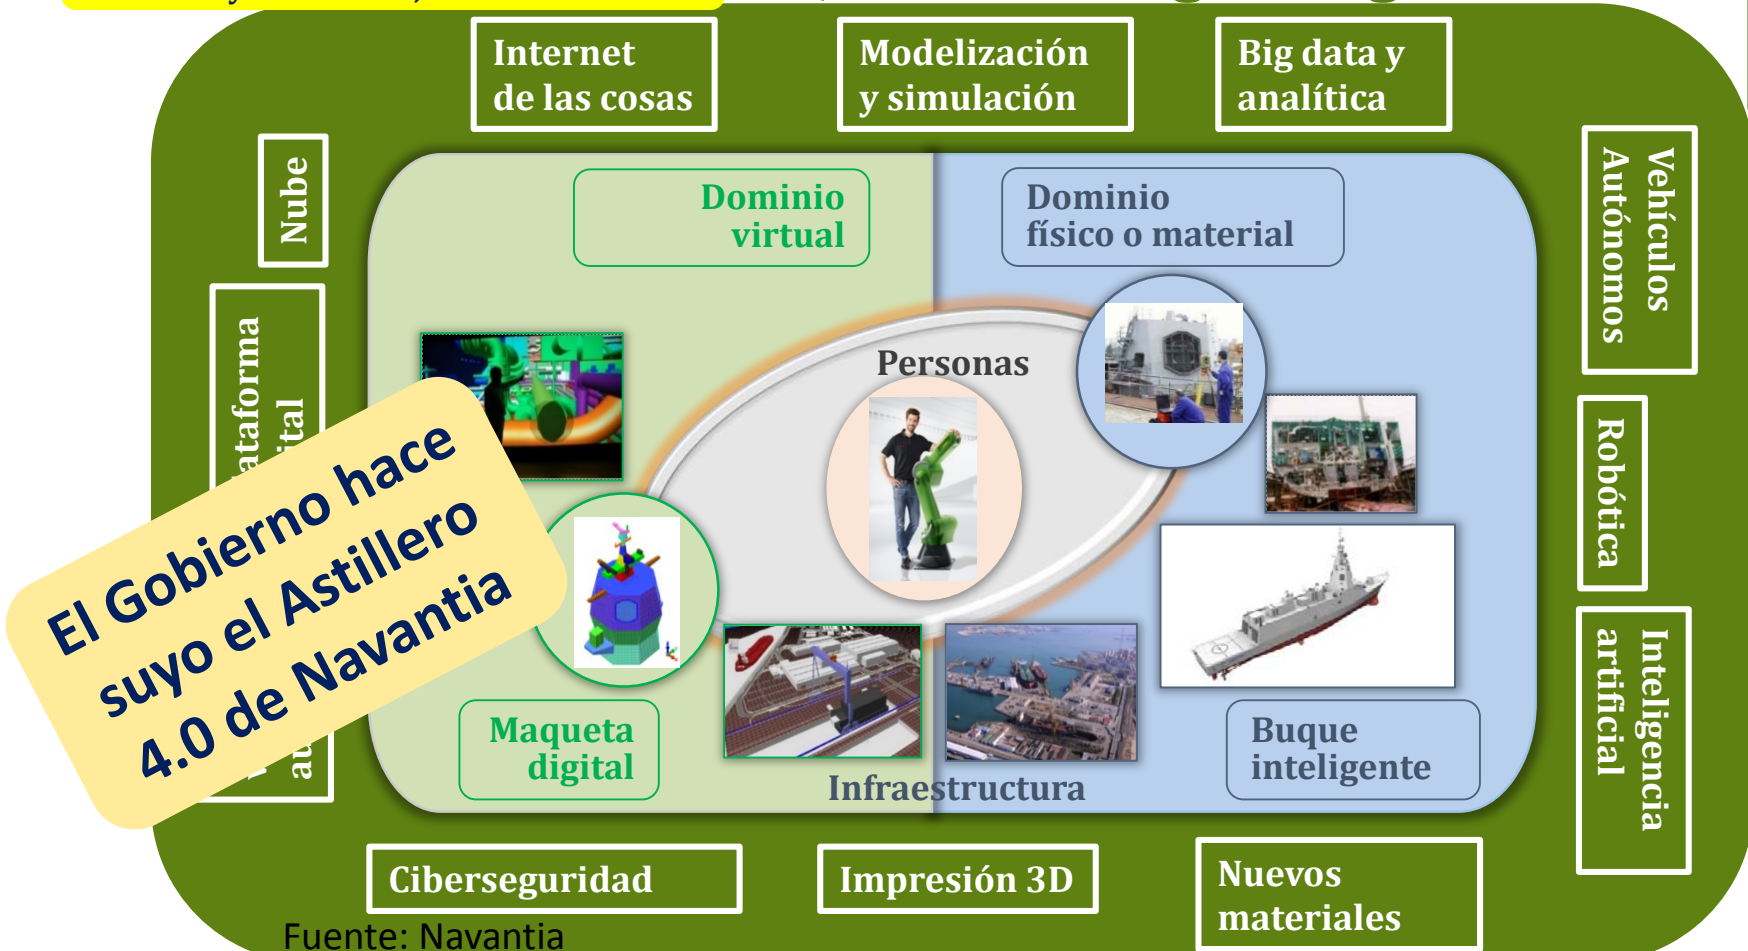 Internet
de las cosas
Modelización
y simulación
Big data y
analítica
Nube
Vehículos
Autónomos
Dominio
virtual
Dominio
físico o material
Personas
Robótica
El Gobierno hace
suyo el Astillero
4.0 de Navantia
Inteligencia
artificial
Maqueta
digital
Infraestructura
Buque
inteligente
Ciberseguridad
Impresión 3D
Nuevos
materiales
Fuente: Navantia